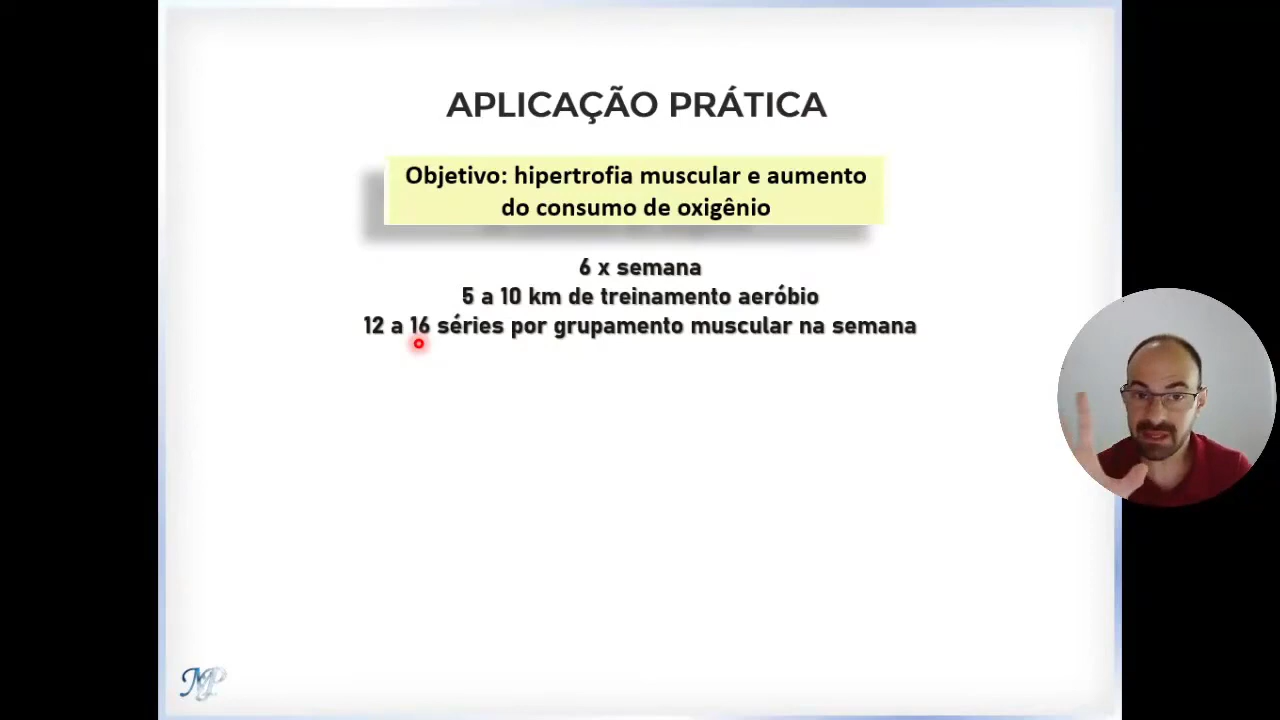 APLICAÇÃO PRÁTICA
Objetivo: hipertrofia muscular e aumento
do consumo de oxigênio
6 x semana
5 a 10 km de treinamento aeróbio
12 a 16 séries por grupamento muscular na semana
MP